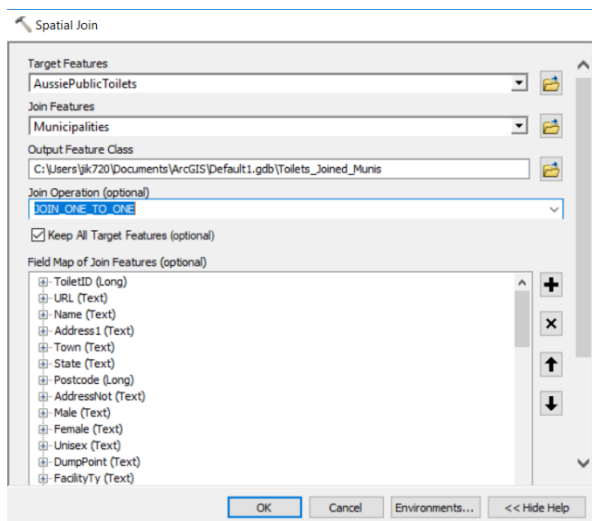 Spatial Join
Target Features
AussiePublicToilets
Join Features
Municipalities
Output Feature Class
C:\Users\jik720\Documents\ArcGIS\Default1.gdb\Toilets_Joined_Munis
Join Operation (optional)
JOIN_ONE_TO_ONE
Keep All Target Features (optional)
Field Map of Join Features (optional)
ToiletID (Long)
URL (Text)
Name (Text)
Address1 (Text)
Town (Text)
State (Text)
Postcode (Long)
AddressNot (Text)
Male (Text)
Female (Text)
Unisex (Text)
DumpPoint (Text)
FacilityTy (Text)
OK Cancel Environments... << Hide Help